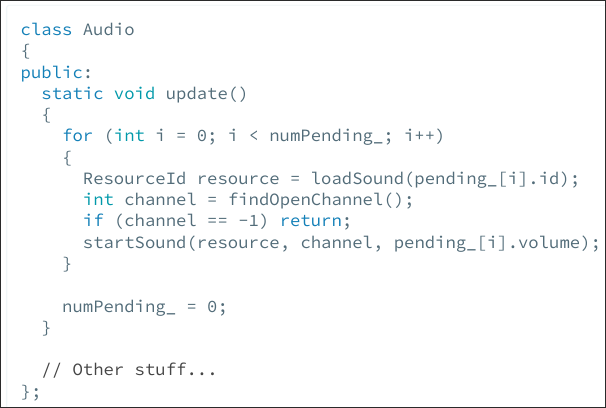 class Audio
{
public:
  static void update()
  {
    for (int i = 0; i < numPending_; i++)
    {
      ResourceId resource = loadSound(pending_[i].id);
      int channel = findOpenChannel();
      if (channel == -1) return;
      startSound(resource, channel, pending_[i].volume);
    }

    numPending_ = 0;
  }

  // Other stuff...
};